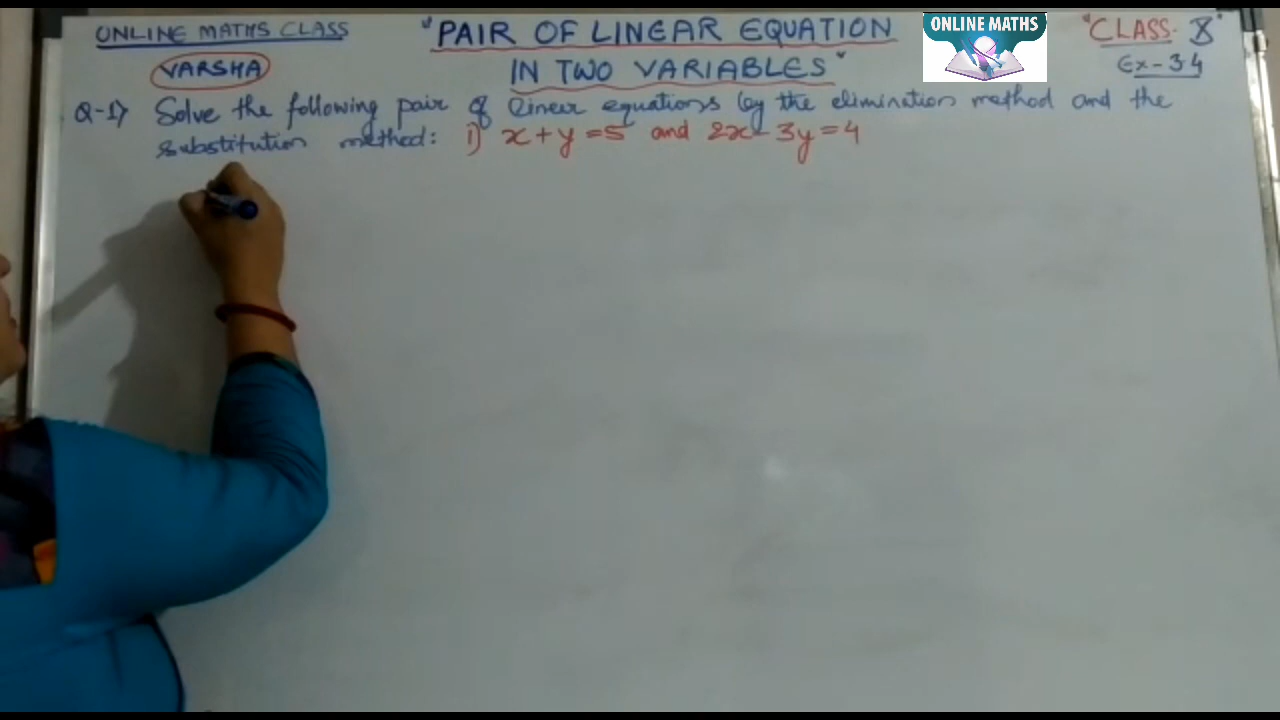 ONLINE MATHS CLASS
VARSHA
"PAIR OF LINEAR EQUATION
IN TWO VARIABLES"
ONLINE MATHS
"CLASS- X"
Ex-3.4
Q-1) Solve the following pair of linear equations by the elimination method and the
substitution method: i) x+y=5 and 2x-3y=4